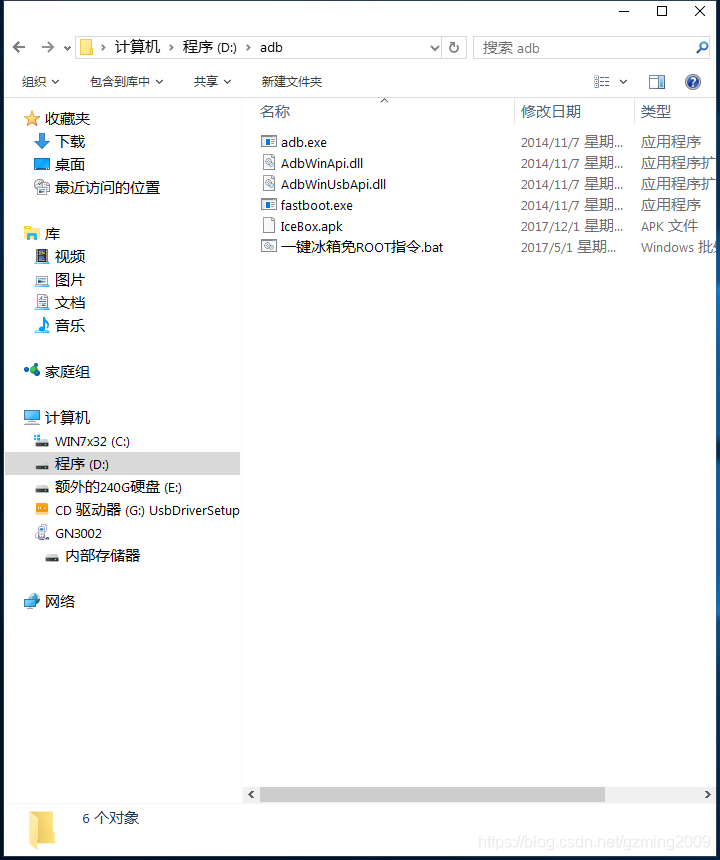 计算机 程序 (D:) adb 搜索 adb
组织 包含到库中 共享 新建文件夹
名称 修改日期 类型
收藏夹
下载
桌面
最近访问的位置
库
视频
图片
文档
音乐
家庭组
计算机
WIN7x32 (C:)
程序 (D:)
额外的240G硬盘 (E:)
CD 驱动器 (G:) UsbDriverSetup
GN3002
内部存储器
网络
adb.exe 2014/11/7 星期... 应用程序
AdbWinApi.dll 2014/11/7 星期... 应用程序扩
AdbWinUsbApi.dll 2014/11/7 星期... 应用程序扩
fastboot.exe 2014/11/7 星期... 应用程序
IceBox.apk 2017/12/1 星期... APK 文件
一键冰箱免ROOT指令.bat 2017/5/1 星期... Windows 批
6 个对象
https://blog.csdn.net/gzming2009